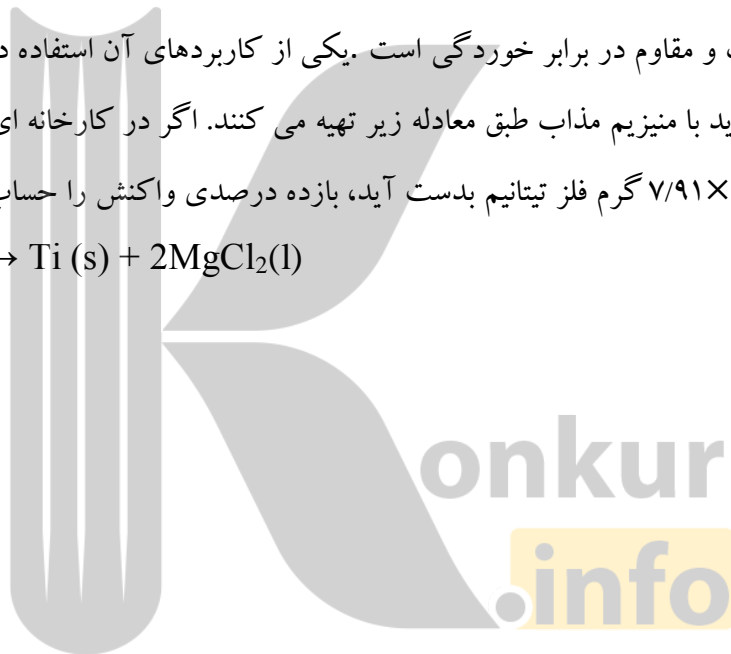 و مقاوم در برابر خوردگی است .یکی از کاربردهای آن استفاده
ید با منیزیم مذاب طبق معادله زیر تهیه می کنند. اگر در کارخانه ای
×۷/۹۱ گرم فلز تیتانیم بدست آید، بازده درصدی واکنش را حساب
→ Ti (s) + 2MgCl₂(l)
onkur
.info